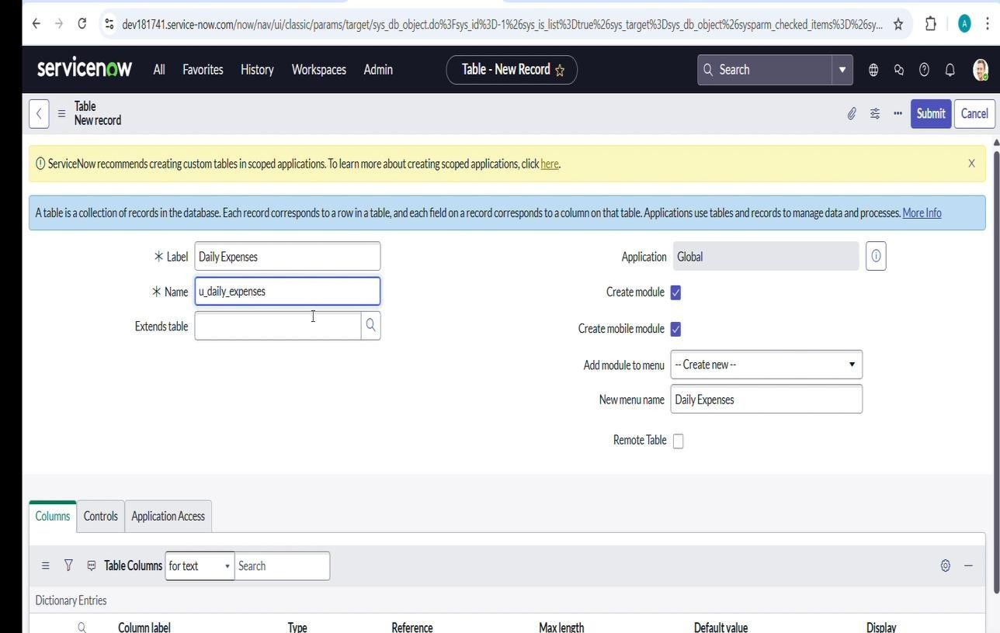 dev181741.service-now.com/now/nav/ui/classic/params/target/sys_db_object.do%3Fsys_id%3D-1%26sys_is_list%3Dtrue%26sys_target%3Dsys_db_object%26sysparm_checked_items%3D%26sy...
A
servicenow All Favorites History Workspaces Admin Table - New Record Search
Table
New record
Submit Cancel
ServiceNow recommends creating custom tables in scoped applications. To learn more about creating scoped applications, click here. X
A table is a collection of records in the database. Each record corresponds to a row in a table, and each field on a record corresponds to a column on that table. Applications use tables and records to manage data and processes. More Info
Label Daily Expenses
Application Global
Name u_daily_expenses
Create module
Extends table
Create mobile module
Add module to menu -- Create new --
New menu name Daily Expenses
Remote Table
Columns Controls Application Access
Table Columns for text Search
Dictionary Entries
Column label Type Reference Max length Default value Display